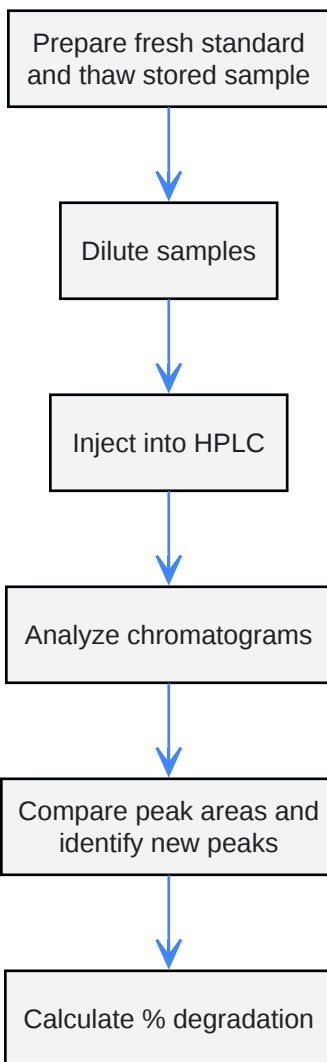 Prepare fresh standard
and thaw stored sample
Dilute samples
Inject into HPLC
Analyze chromatograms
Compare peak areas and
identify new peaks
Calculate % degradation